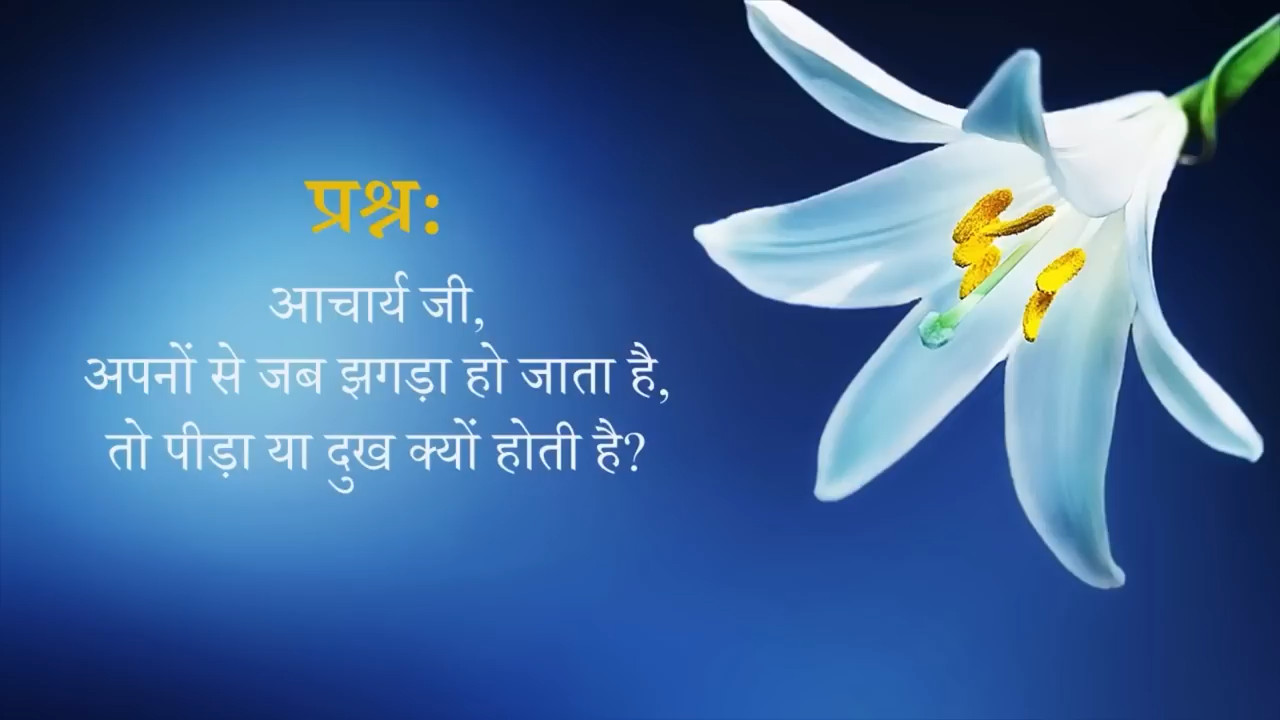 प्रश्न:
आचार्य जी,
अपनों से जब झगड़ा हो जाता है,
तो पीड़ा या दुख क्यों होती है?